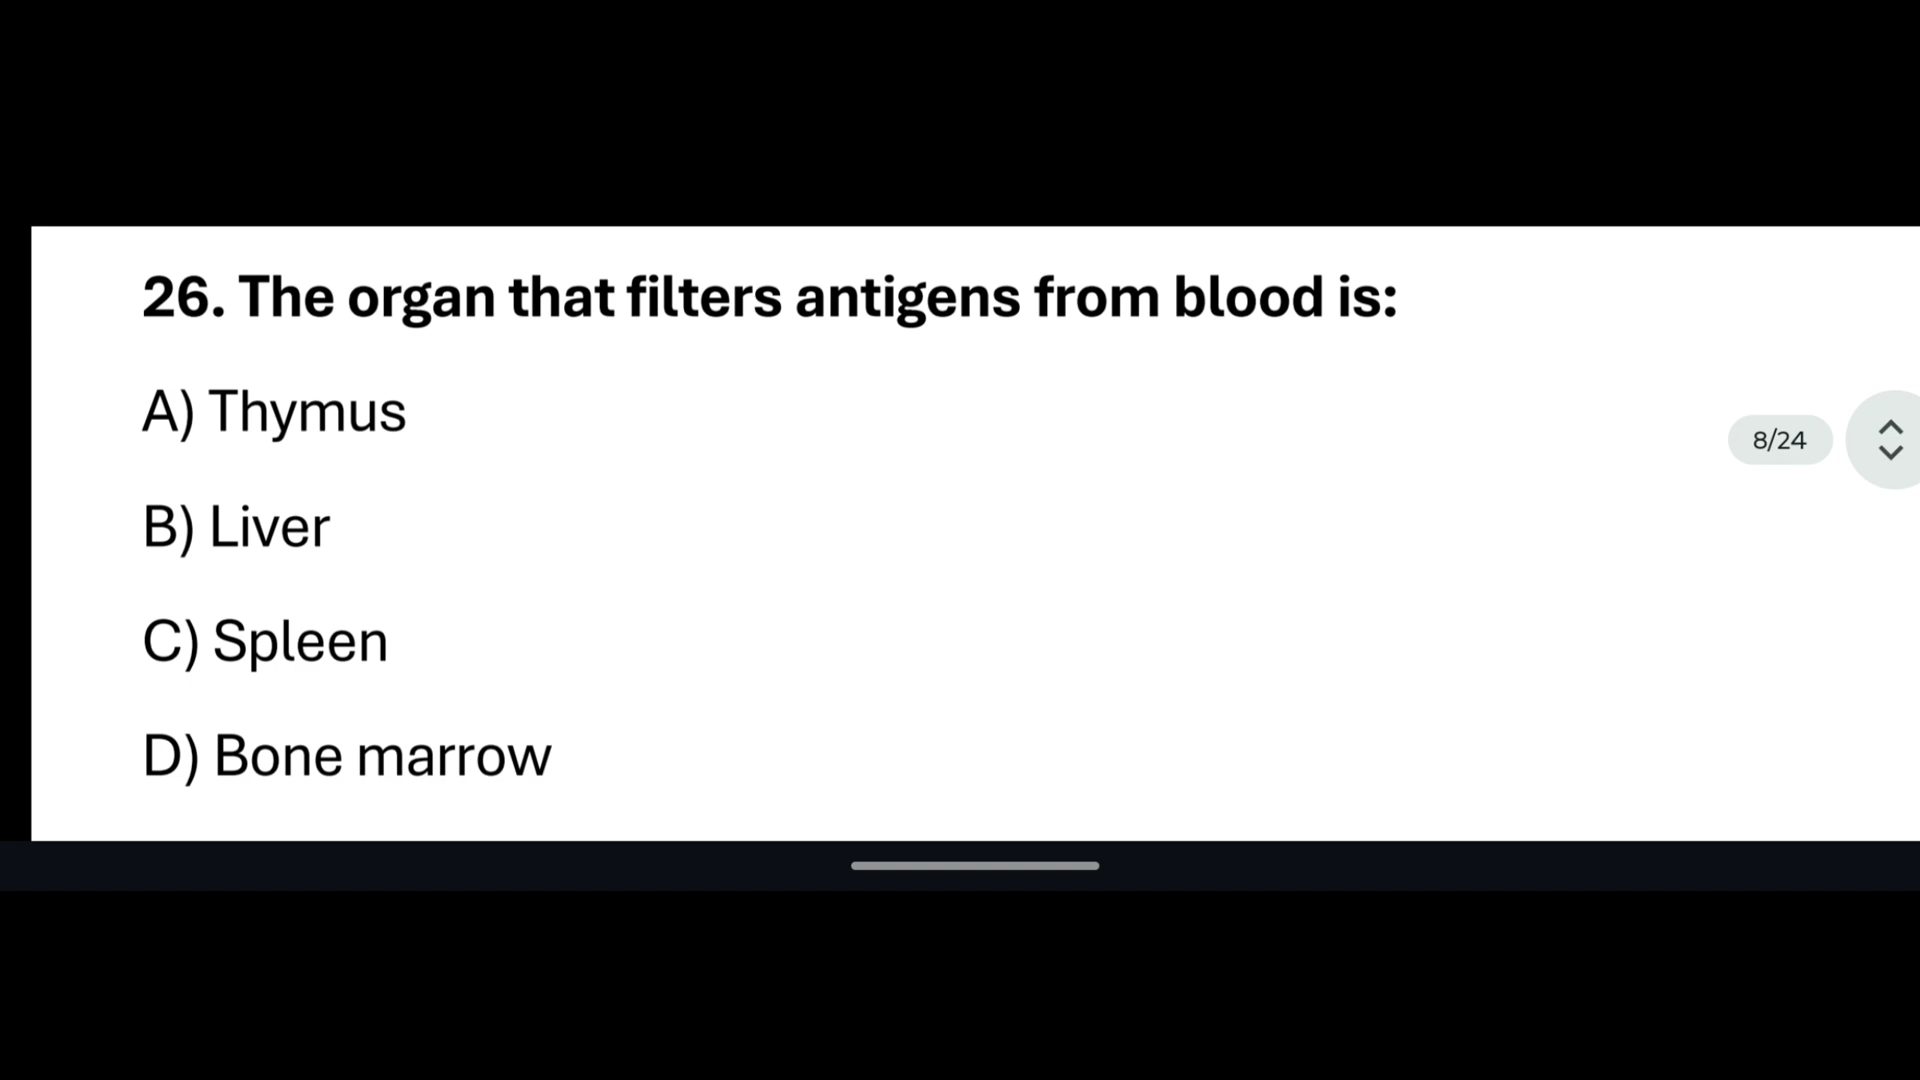 26. The organ that filters antigens from blood is:
A) Thymus
8/24
B) Liver
C) Spleen
D) Bone marrow